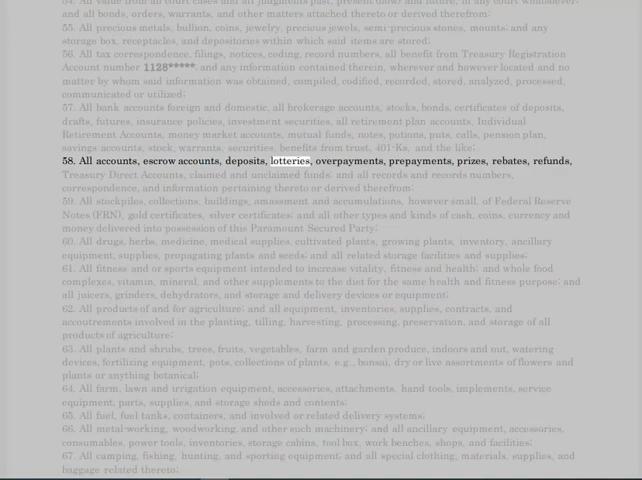 54. All value from all court cases and all judgments past, present (now) and future, in any court whatsoever;
and all bonds, orders, warrants, and other matters attached thereto or derived therefrom;
55. All precious metals, bullion, coins, jewelry, precious jewels, semi-precious stones, mounts; and any
storage box, receptacles, and depositories within which said items are stored;
56. All tax correspondence, filings, notices, coding, record numbers, all benefit from Treasury Registration
Account number 1128*****, and any information contained therein, wherever and however located and no
matter by whom said information was obtained, compiled, codified, recorded, stored, analyzed, processed,
communicated or utilized;
57. All bank accounts foreign and domestic, all brokerage accounts, stocks, bonds, certificates of deposits,
drafts, futures, insurance policies, investment securities, all retirement plan accounts, Individual
Retirement Accounts, money market accounts, mutual funds, notes, potions, puts, calls, pension plan,
savings accounts, stock, warrants, securities, benefits from trust, 401-Ks, and the like;
58. All accounts, escrow accounts, deposits, lotteries, overpayments, prepayments, prizes, rebates, refunds,
Treasury Direct Accounts, claimed and unclaimed funds; and all records and records numbers,
correspondence, and information pertaining thereto or derived therefrom;
59. All stockpiles, collections, buildings, amassment and accumulations, however small, of Federal Reserve
Notes (FRN), gold certificates, silver certificates; and all other types and kinds of cash, coins, currency and
money delivered into possession of this Paramount Secured Party;
60. All drugs, herbs, medicine, medical supplies, cultivated plants, growing plants, inventory, ancillary
equipment, supplies, propagating plants and seeds; and all related storage facilities and supplies;
61. All fitness and or sports equipment intended to increase vitality, fitness and health; and whole food
complexes, vitamin, mineral, and other supplements to the diet for the same health and fitness purpose; and
all juicers, grinders, dehydrators, and storage and delivery devices or equipment;
62. All products of and for agriculture; and all equipment, inventories, supplies, contracts, and
accoutrements involved in the planting, tilling, harvesting, processing, preservation, and storage of all
products of agriculture;
63. All plants and shrubs, trees, fruits, vegetables, farm and garden produce, indoors and out, watering
devices, fertilizing equipment, pots, collections of plants, e.g., bonsai, dry or live assortments of flowers and
plants or anything botanical;
64. All farm, lawn and irrigation equipment, accessories, attachments, hand tools, implements, service
equipment, parts, supplies, and storage sheds and contents;
65. All fuel, fuel tanks, containers, and involved or related delivery systems;
66. All metal-working, woodworking, and other such machinery; and all ancillary equipment, accessories,
consumables, power tools, inventories, storage cabins, tool box, work benches, shops, and facilities;
67. All camping, fishing, hunting, and sporting equipment; and all special clothing, materials, supplies, and
baggage related thereto;